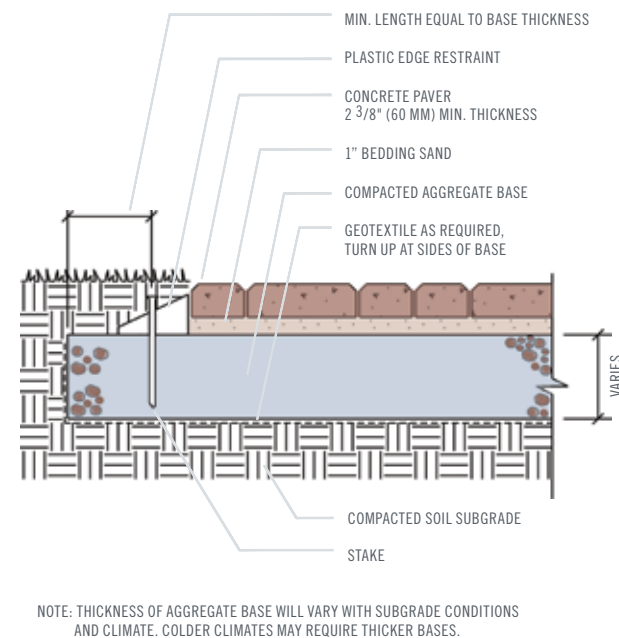 MIN. LENGTH EQUAL TO BASE THICKNESS
PLASTIC EDGE RESTRAINT
CONCRETE PAVER
2 3/8" (60 MM) MIN. THICKNESS
1” BEDDING SAND
COMPACTED AGGREGATE BASE
GEOTEXTILE AS REQUIRED,
TURN UP AT SIDES OF BASE
VARIES
COMPACTED SOIL SUBGRADE
STAKE
NOTE: THICKNESS OF AGGREGATE BASE WILL VARY WITH SUBGRADE CONDITIONS
AND CLIMATE. COLDER CLIMATES MAY REQUIRE THICKER BASES.